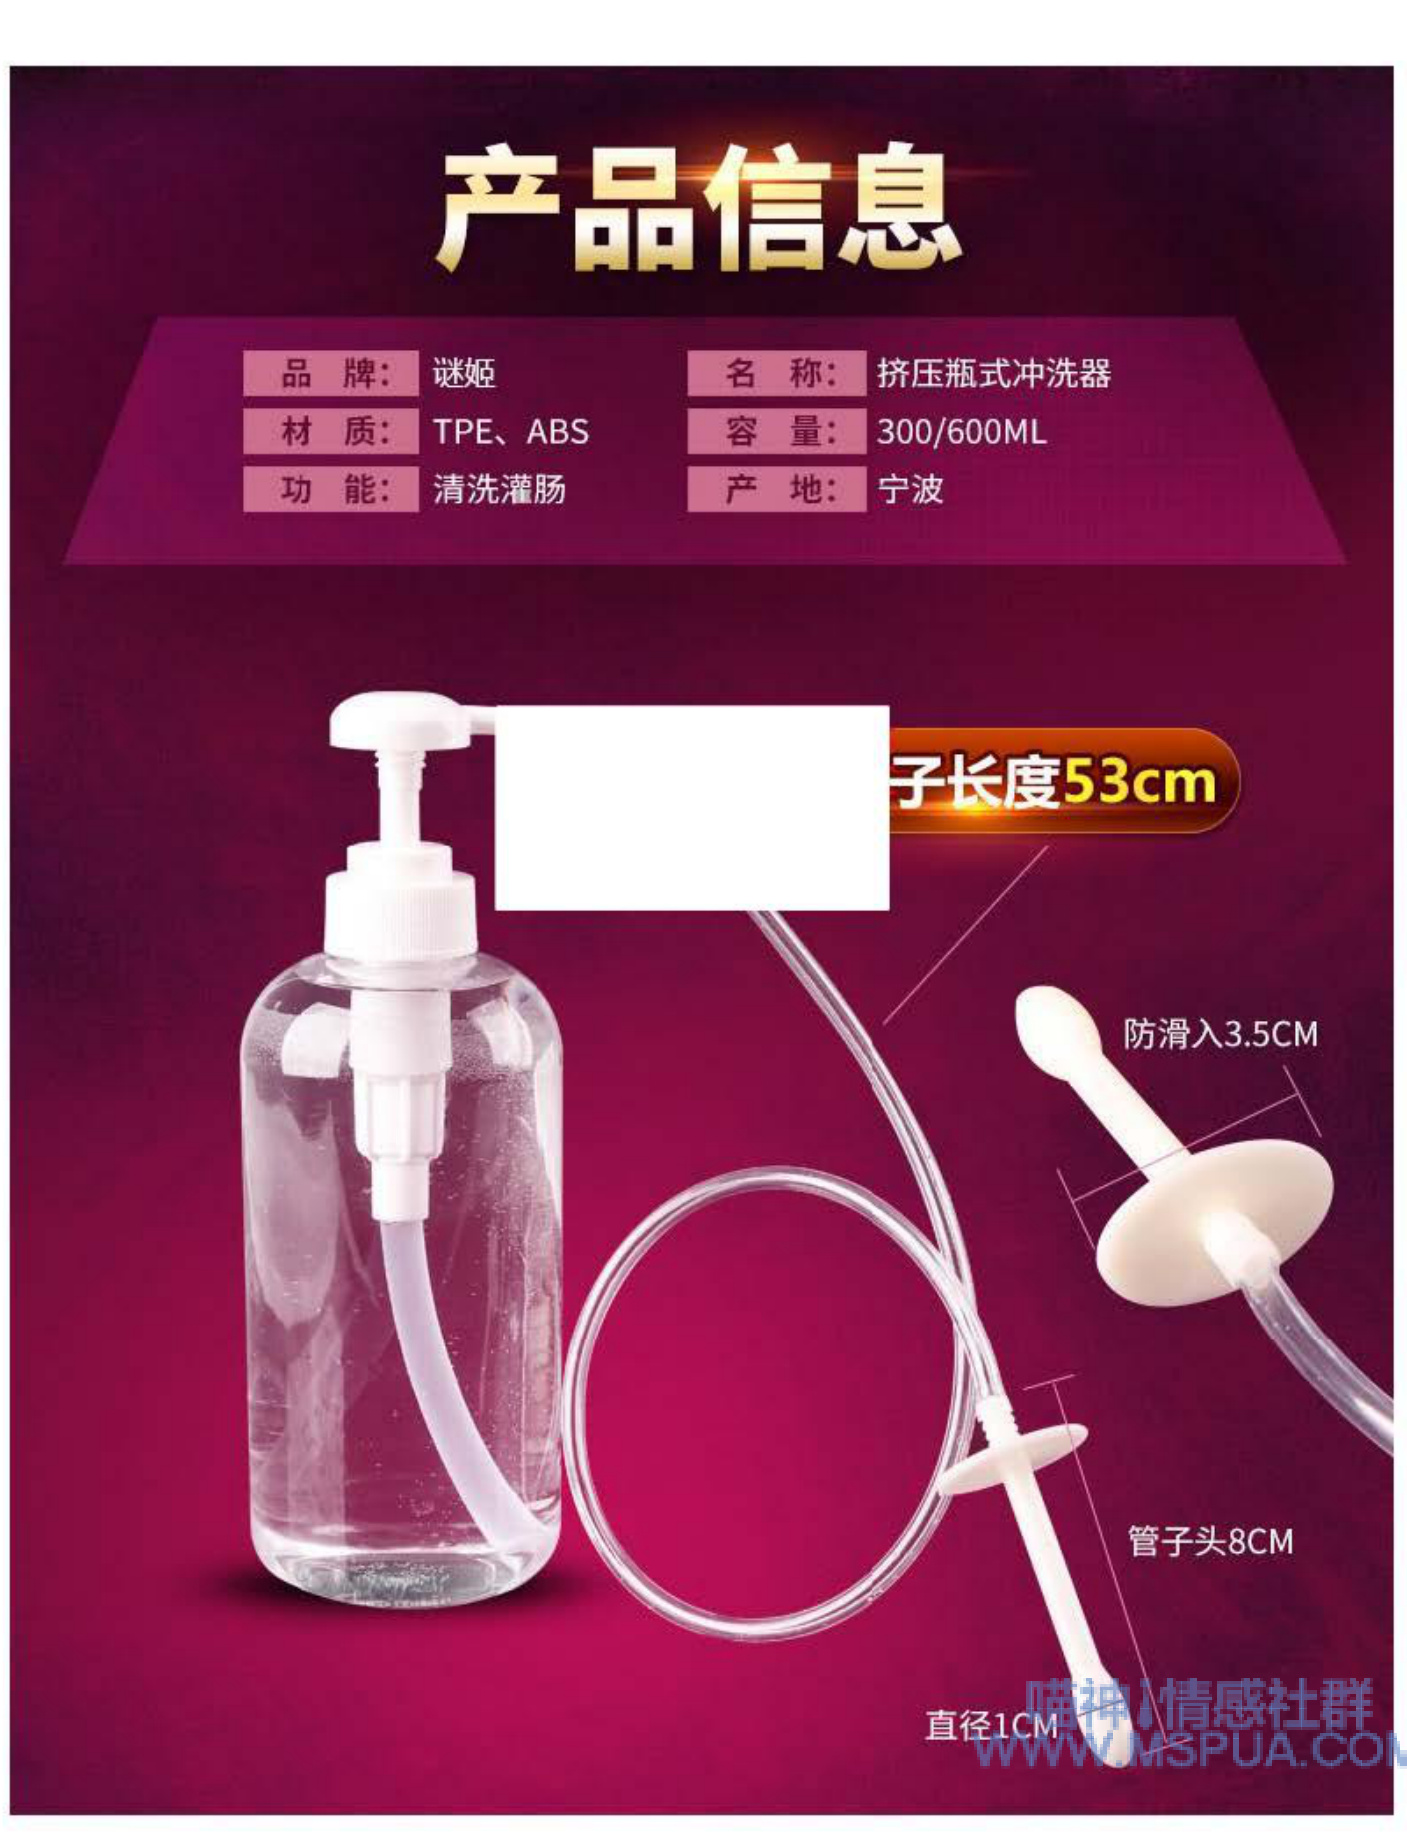 产品信息
品 牌： 谜姬 名 称： 挤压瓶式冲洗器
材 质： TPE、ABS 容 量： 300/600ML
功 能： 清洗灌肠 产 地： 宁波
子长度53cm
防滑入3.5CM
管子头8CM
直径1CM
喵神 情感社群
WWW.MSPUA.COM